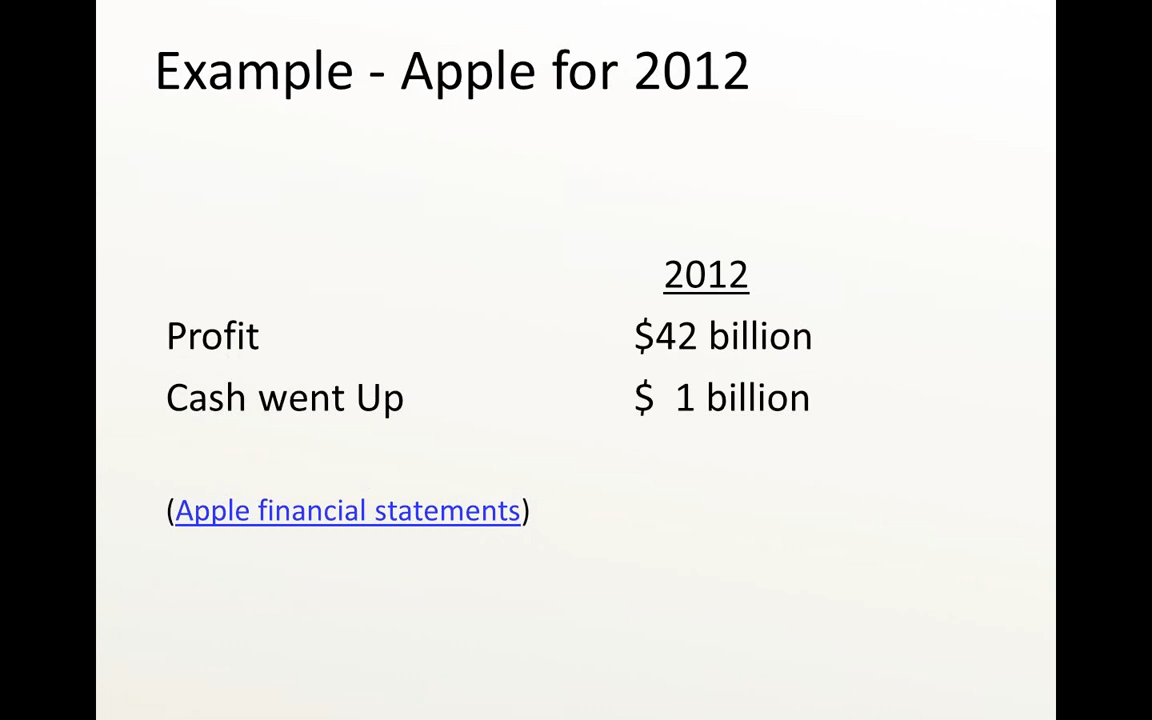 Example - Apple for 2012
2012
Profit $42 billion
Cash went Up $ 1 billion
(Apple financial statements)